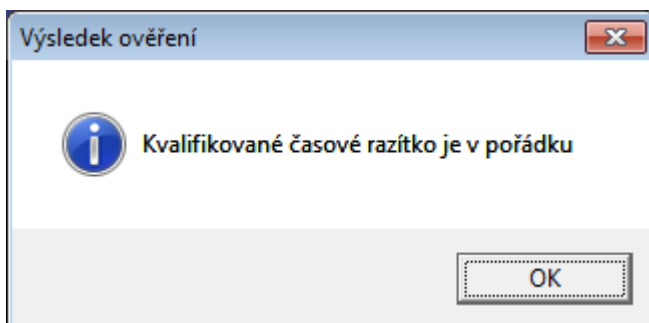 Výsledek ověření
Kvalifikované časové razítko je v pořádku
OK